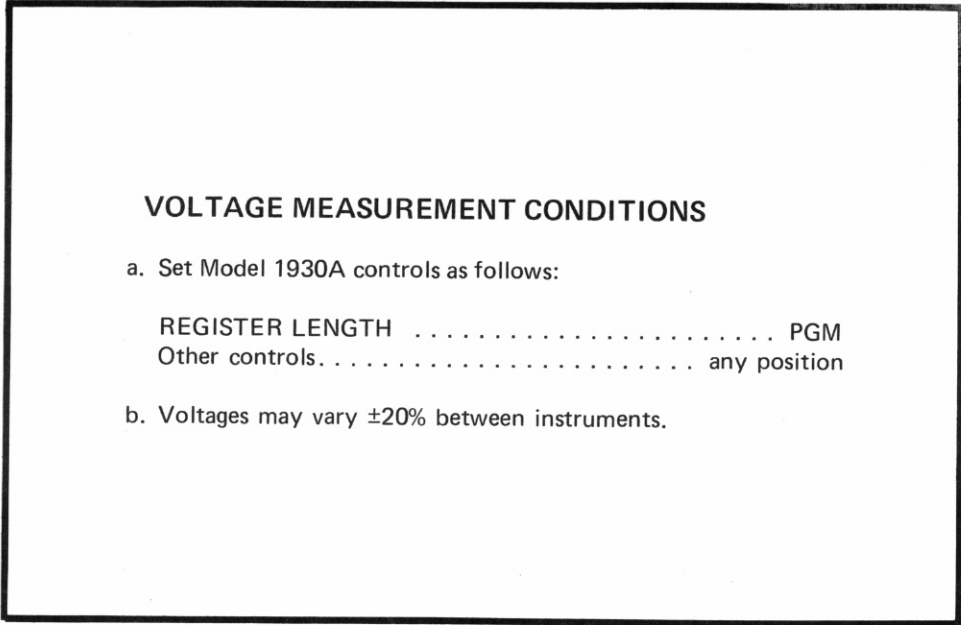 VOLTAGE MEASUREMENT CONDITIONS
a. Set Model 1930A controls as follows:
REGISTER LENGTH . . . . . . . . . . . . . . . . . . . . . . . PGM
Other controls. . . . . . . . . . . . . . . . . . . . . . . . any position
b. Voltages may vary ±20% between instruments.